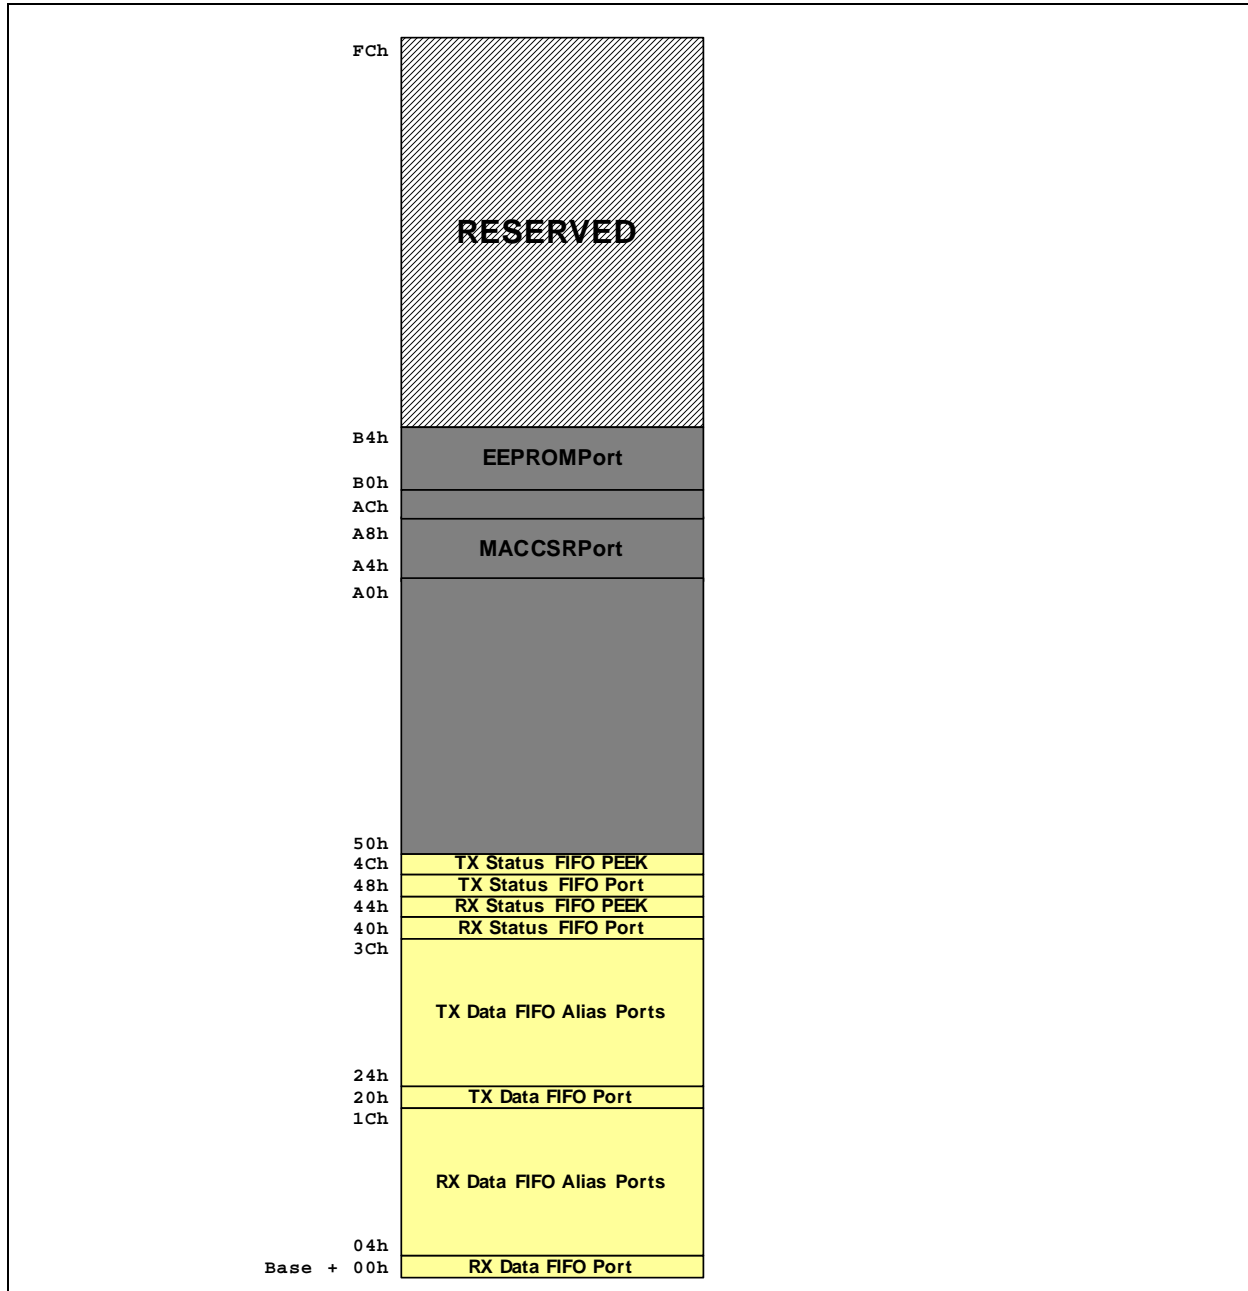 FCh
RESERVED
B4h
EEPROMPort
B0h
ACh
A8h
MACCSRPort
A4h
A0h
50h
4Ch TX Status FIFO PEEK
48h TX Status FIFO Port
44h RX Status FIFO PEEK
40h RX Status FIFO Port
3Ch
TX Data FIFO Alias Ports
24h
20h TX Data FIFO Port
1Ch
RX Data FIFO Alias Ports
04h
Base + 00h RX Data FIFO Port